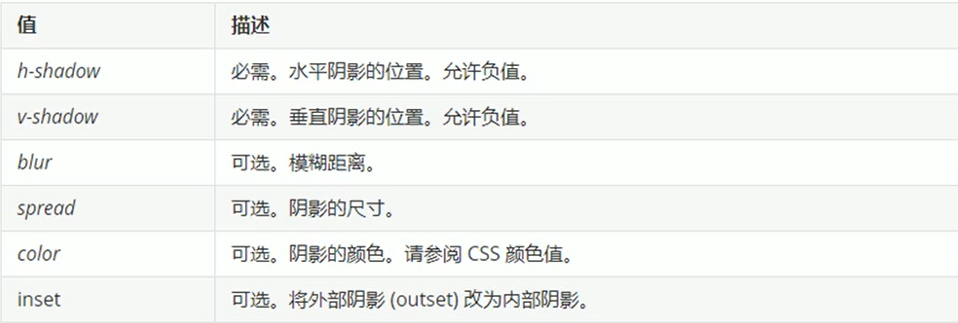 值 描述
h-shadow 必需。水平阴影的位置。允许负值。
v-shadow 必需。垂直阴影的位置。允许负值。
blur 可选。模糊距离。
spread 可选。阴影的尺寸。
color 可选。阴影的颜色。请参阅 CSS 颜色值。
inset 可选。将外部阴影 (outset) 改为内部阴影。